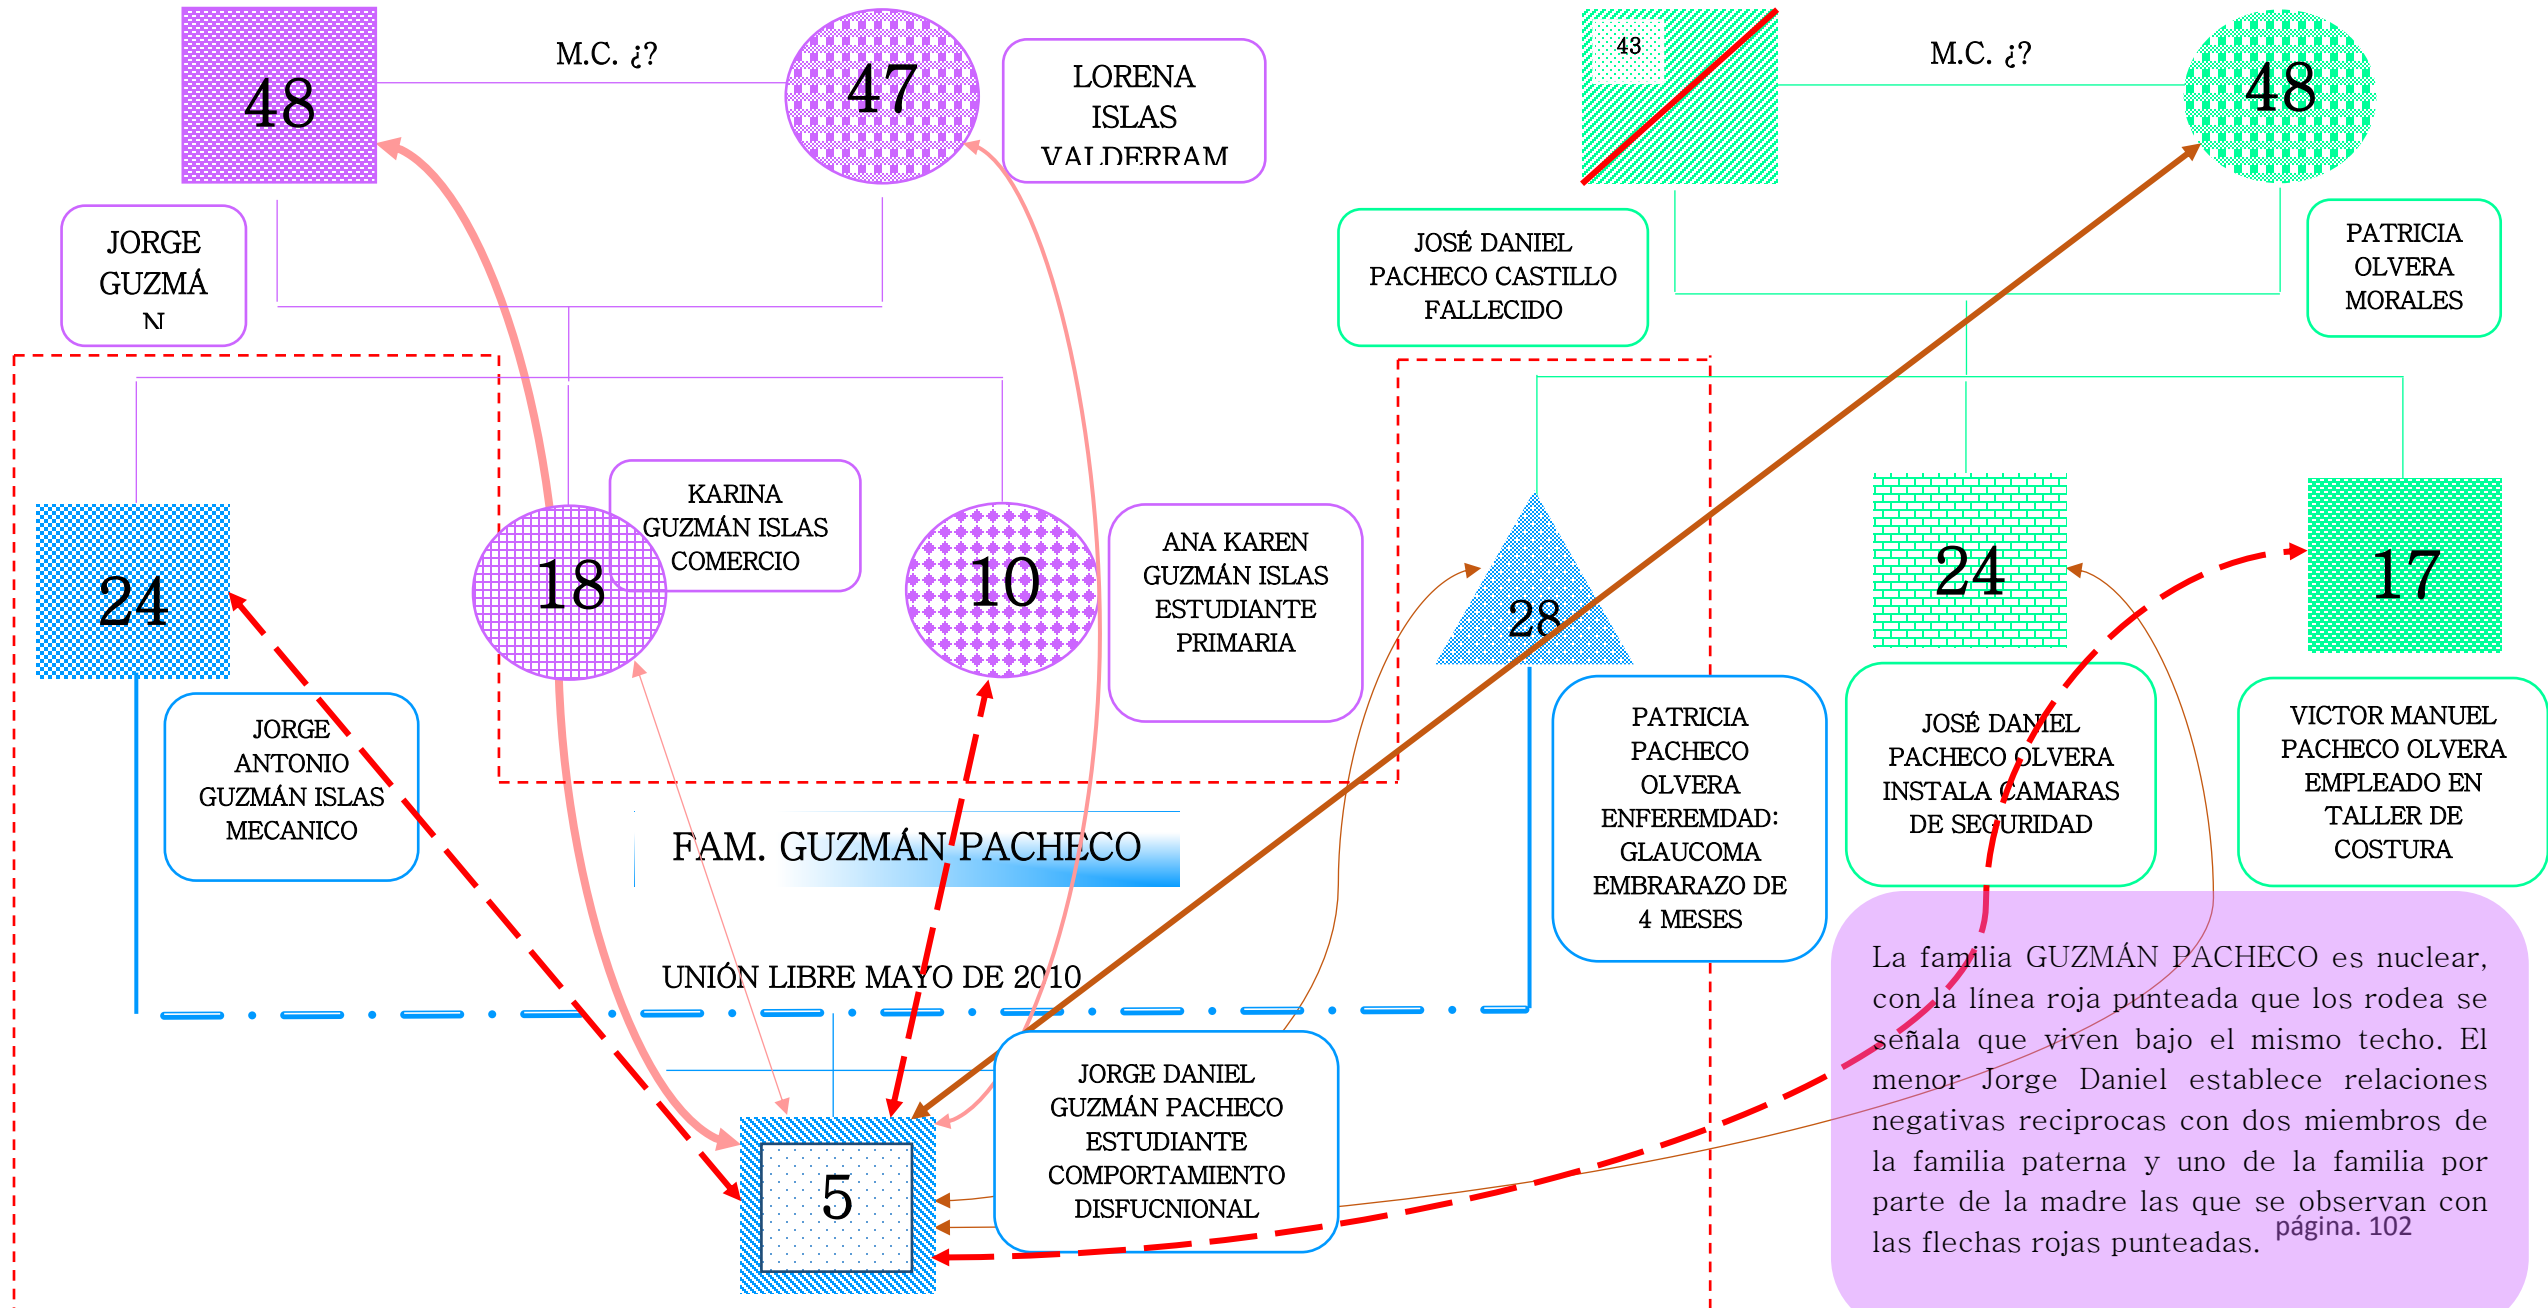 48
M.C. ¿?
47
LORENA
ISLAS
VALDERRAM
43
M.C. ¿?
48
JORGE
GUZMÁ
N
JOSÉ DANIEL
PACHECO CASTILLO
FALLECIDO
PATRICIA
OLVERA
MORALES
24
18
KARINA
GUZMÁN ISLAS
COMERCIO
10
ANA KAREN
GUZMÁN ISLAS
ESTUDIANTE
PRIMARIA
28
24
17
JORGE
ANTONIO
GUZMÁN ISLAS
MECANICO
PATRICIA
PACHECO
OLVERA
ENFEREMDAD:
GLAUCOMA
EMBRARAZO DE
4 MESES
JOSÉ DANIEL
PACHECO OLVERA
INSTALA CAMARAS
DE SEGURIDAD
VICTOR MANUEL
PACHECO OLVERA
EMPLEADO EN
TALLER DE
COSTURA
FAM. GUZMÁN PACHECO
UNIÓN LIBRE MAYO DE 2010
5
JORGE DANIEL
GUZMÁN PACHECO
ESTUDIANTE
COMPORTAMIENTO
DISFUCNIONAL
La familia GUZMÁN PACHECO es nuclear,
con la línea roja punteada que los rodea se
señala que viven bajo el mismo techo. El
menor Jorge Daniel establece relaciones
negativas reciprocas con dos miembros de
la familia paterna y uno de la familia por
parte de la madre las que se observan con
las flechas rojas punteadas.
página. 102